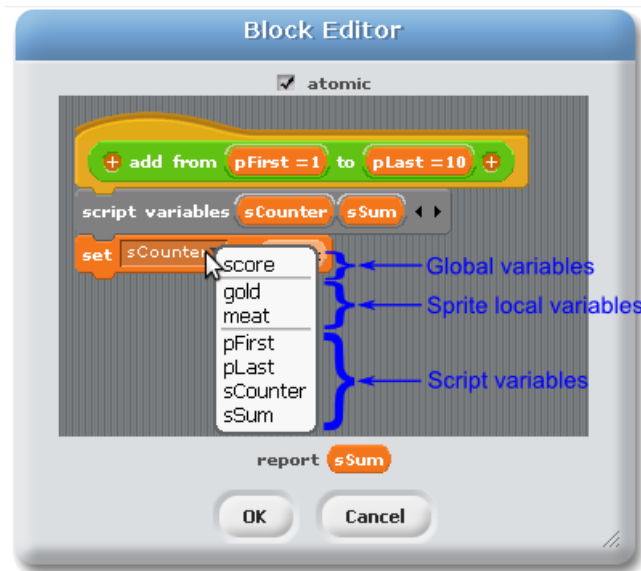 Block Editor
atomic
+ add from pFirst =1 to pLast =10 +
script variables sCounter sSum
set sCounter
score
Global variables
gold
meat
Sprite local variables
pFirst
pLast
sCounter
sSum
Script variables
report sSum
OK Cancel